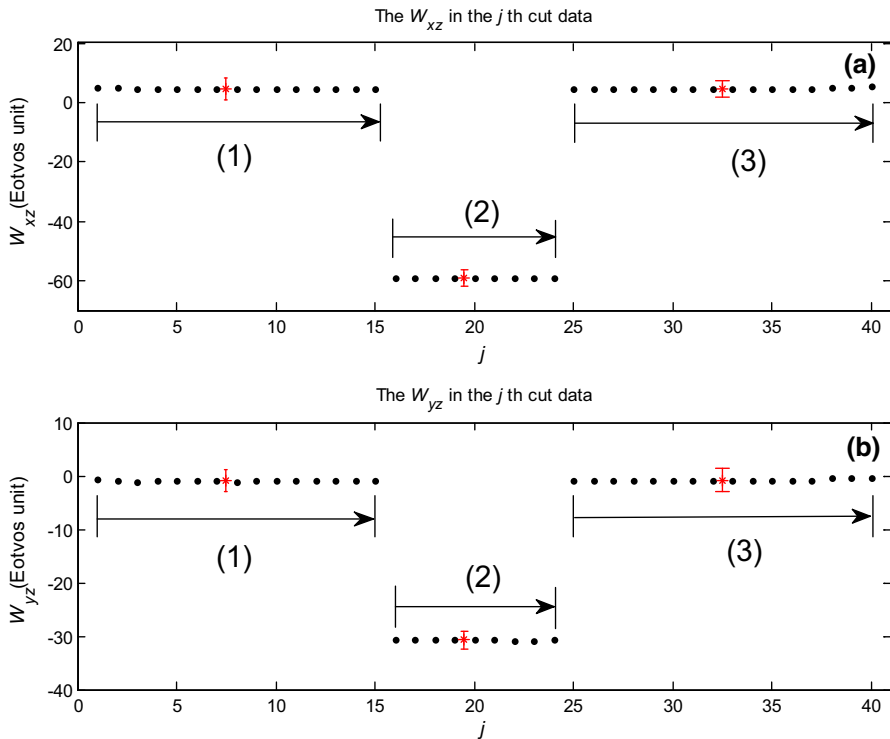 The W_xz in the j th cut data
(a)
20
0
-20
-40
-60
W_xz(Eotvos unit)
(1)
(2)
(3)
0 5 10 15 20 25 30 35 40
j
The W_yz in the j th cut data
(b)
10
0
-10
-20
-30
-40
W_yz(Eotvos unit)
(1)
(2)
(3)
0 5 10 15 20 25 30 35 40
j